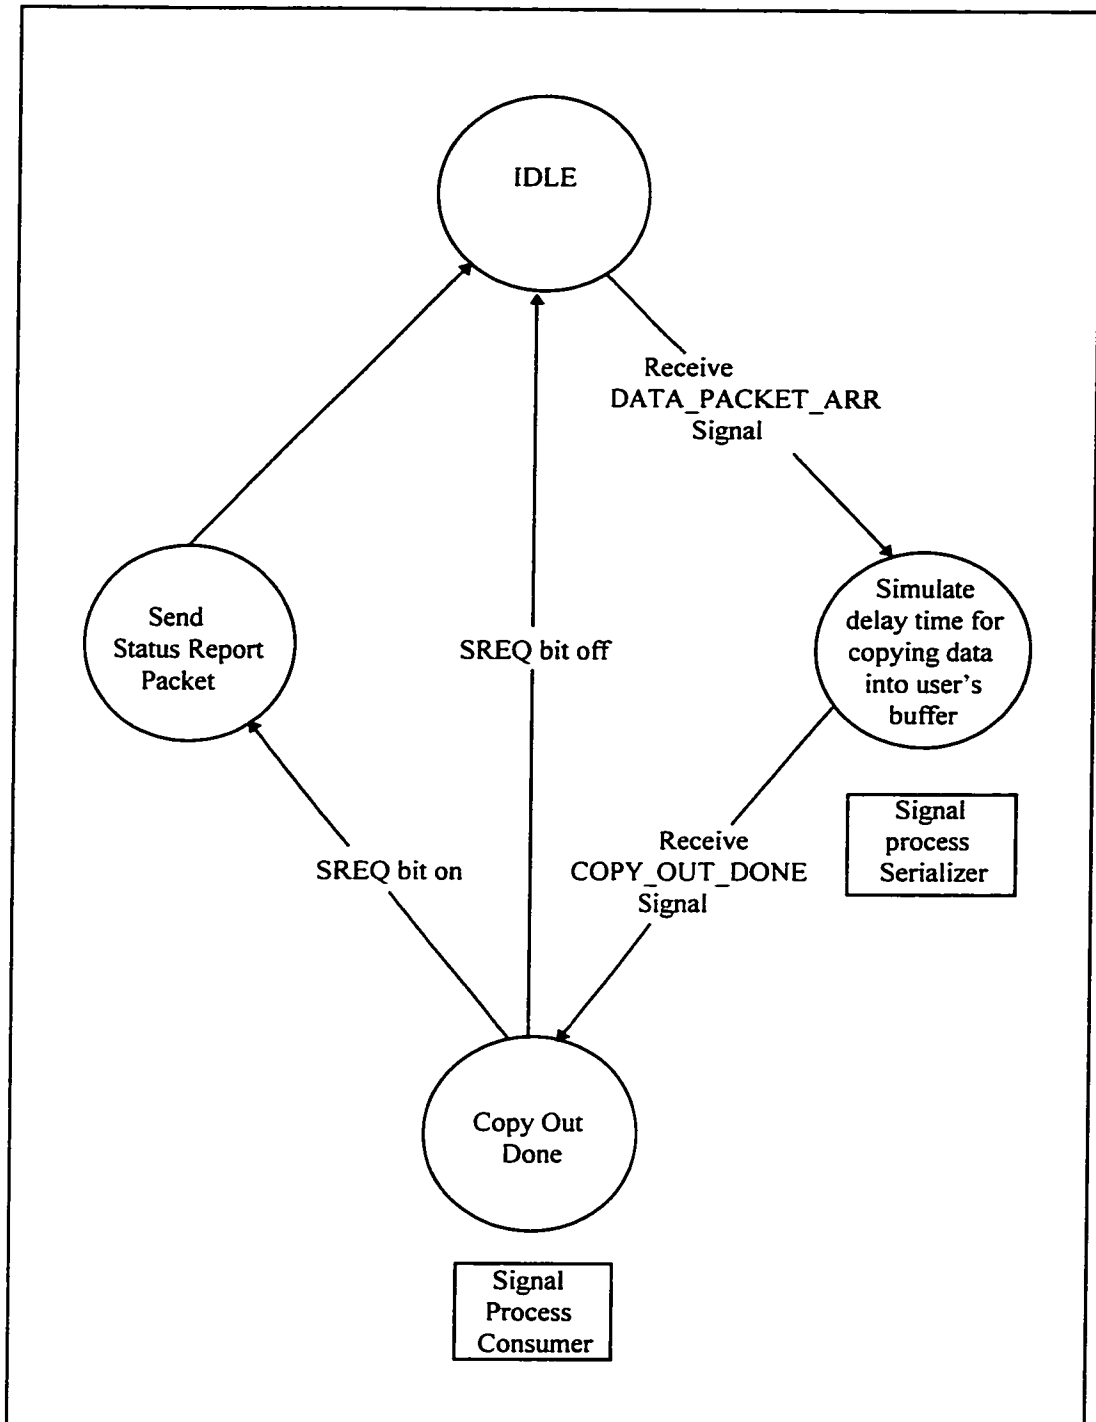 IDLE
Receive
DATA_PACKET_ARR
Signal
Simulate
delay time for
copying data
into user's
buffer
Send
Status Report
Packet
SREQ bit off
Signal
process
Serializer
Receive
COPY_OUT_DONE
Signal
SREQ bit on
Copy Out
Done
Signal
Process
Consumer